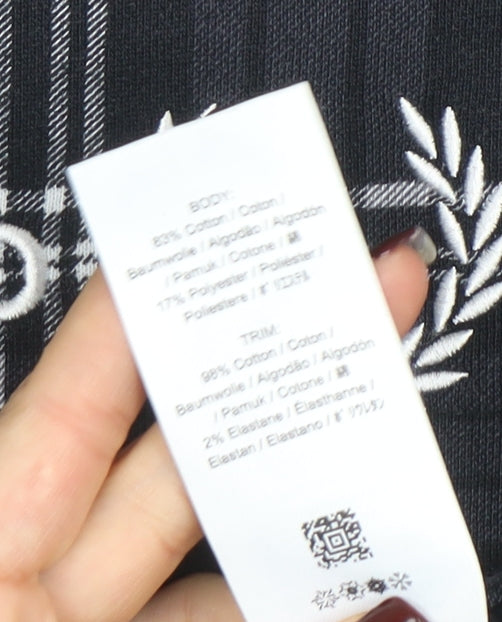 BODY:
83% Cotton / Coton /
Baumwolle / Algodão / Algodón
/ Pamuk / Cotone / 綿
17% Polyester / Poliéster /
Poliestere / ﾎﾟﾘｴｽﾃﾙ
TRIM:
98% Cotton / Coton /
Baumwolle / Algodão / Algodón
/ Pamuk / Cotone / 綿
2% Elastane / Élasthanne /
Elastan / Elastano / ﾎﾟﾘｳﾚﾀﾝ